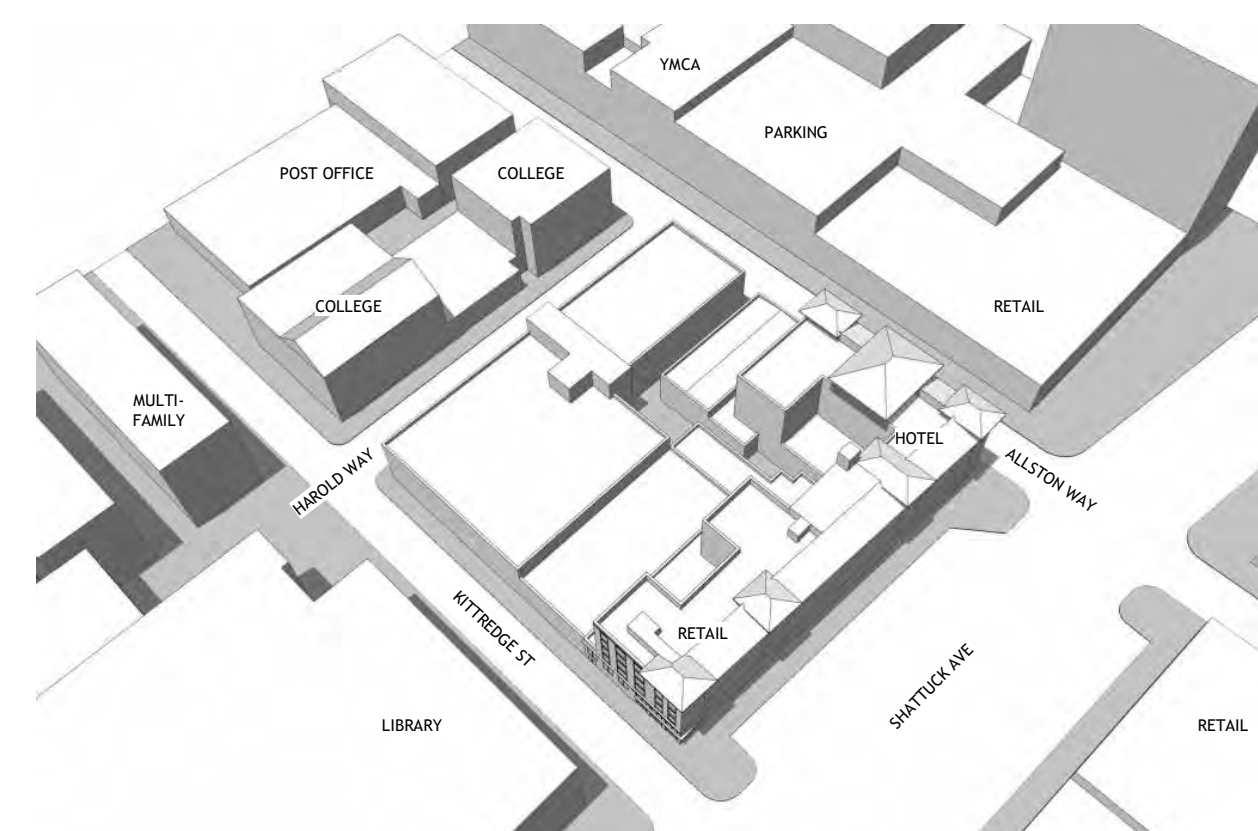 YMCA
PARKING
POST OFFICE
COLLEGE
COLLEGE
RETAIL
MULTI-
FAMILY
HOTEL
HAROLD WAY
ALLSTON WAY
KITTREDGE ST
RETAIL
SHATTUCK AVE
LIBRARY
RETAIL